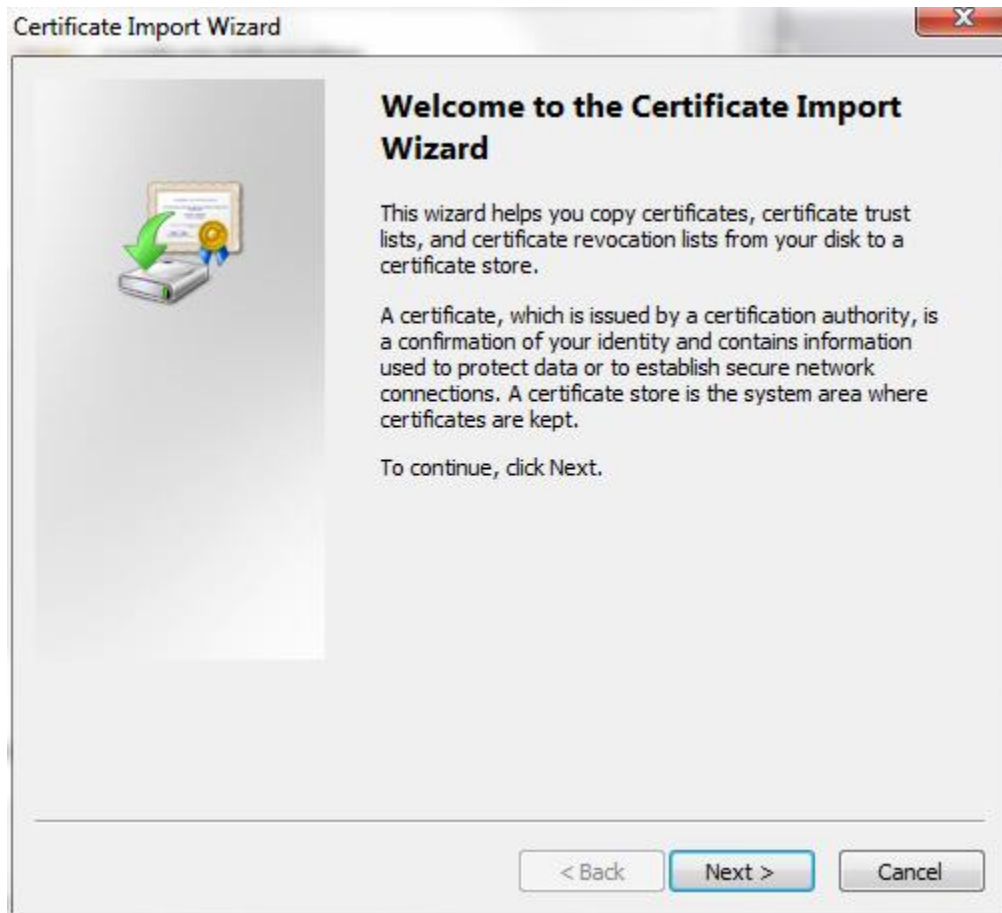 Certificate Import Wizard
Welcome to the Certificate Import
Wizard
This wizard helps you copy certificates, certificate trust
lists, and certificate revocation lists from your disk to a
certificate store.
A certificate, which is issued by a certification authority, is
a confirmation of your identity and contains information
used to protect data or to establish secure network
connections. A certificate store is the system area where
certificates are kept.
To continue, click Next.
< Back Next > Cancel